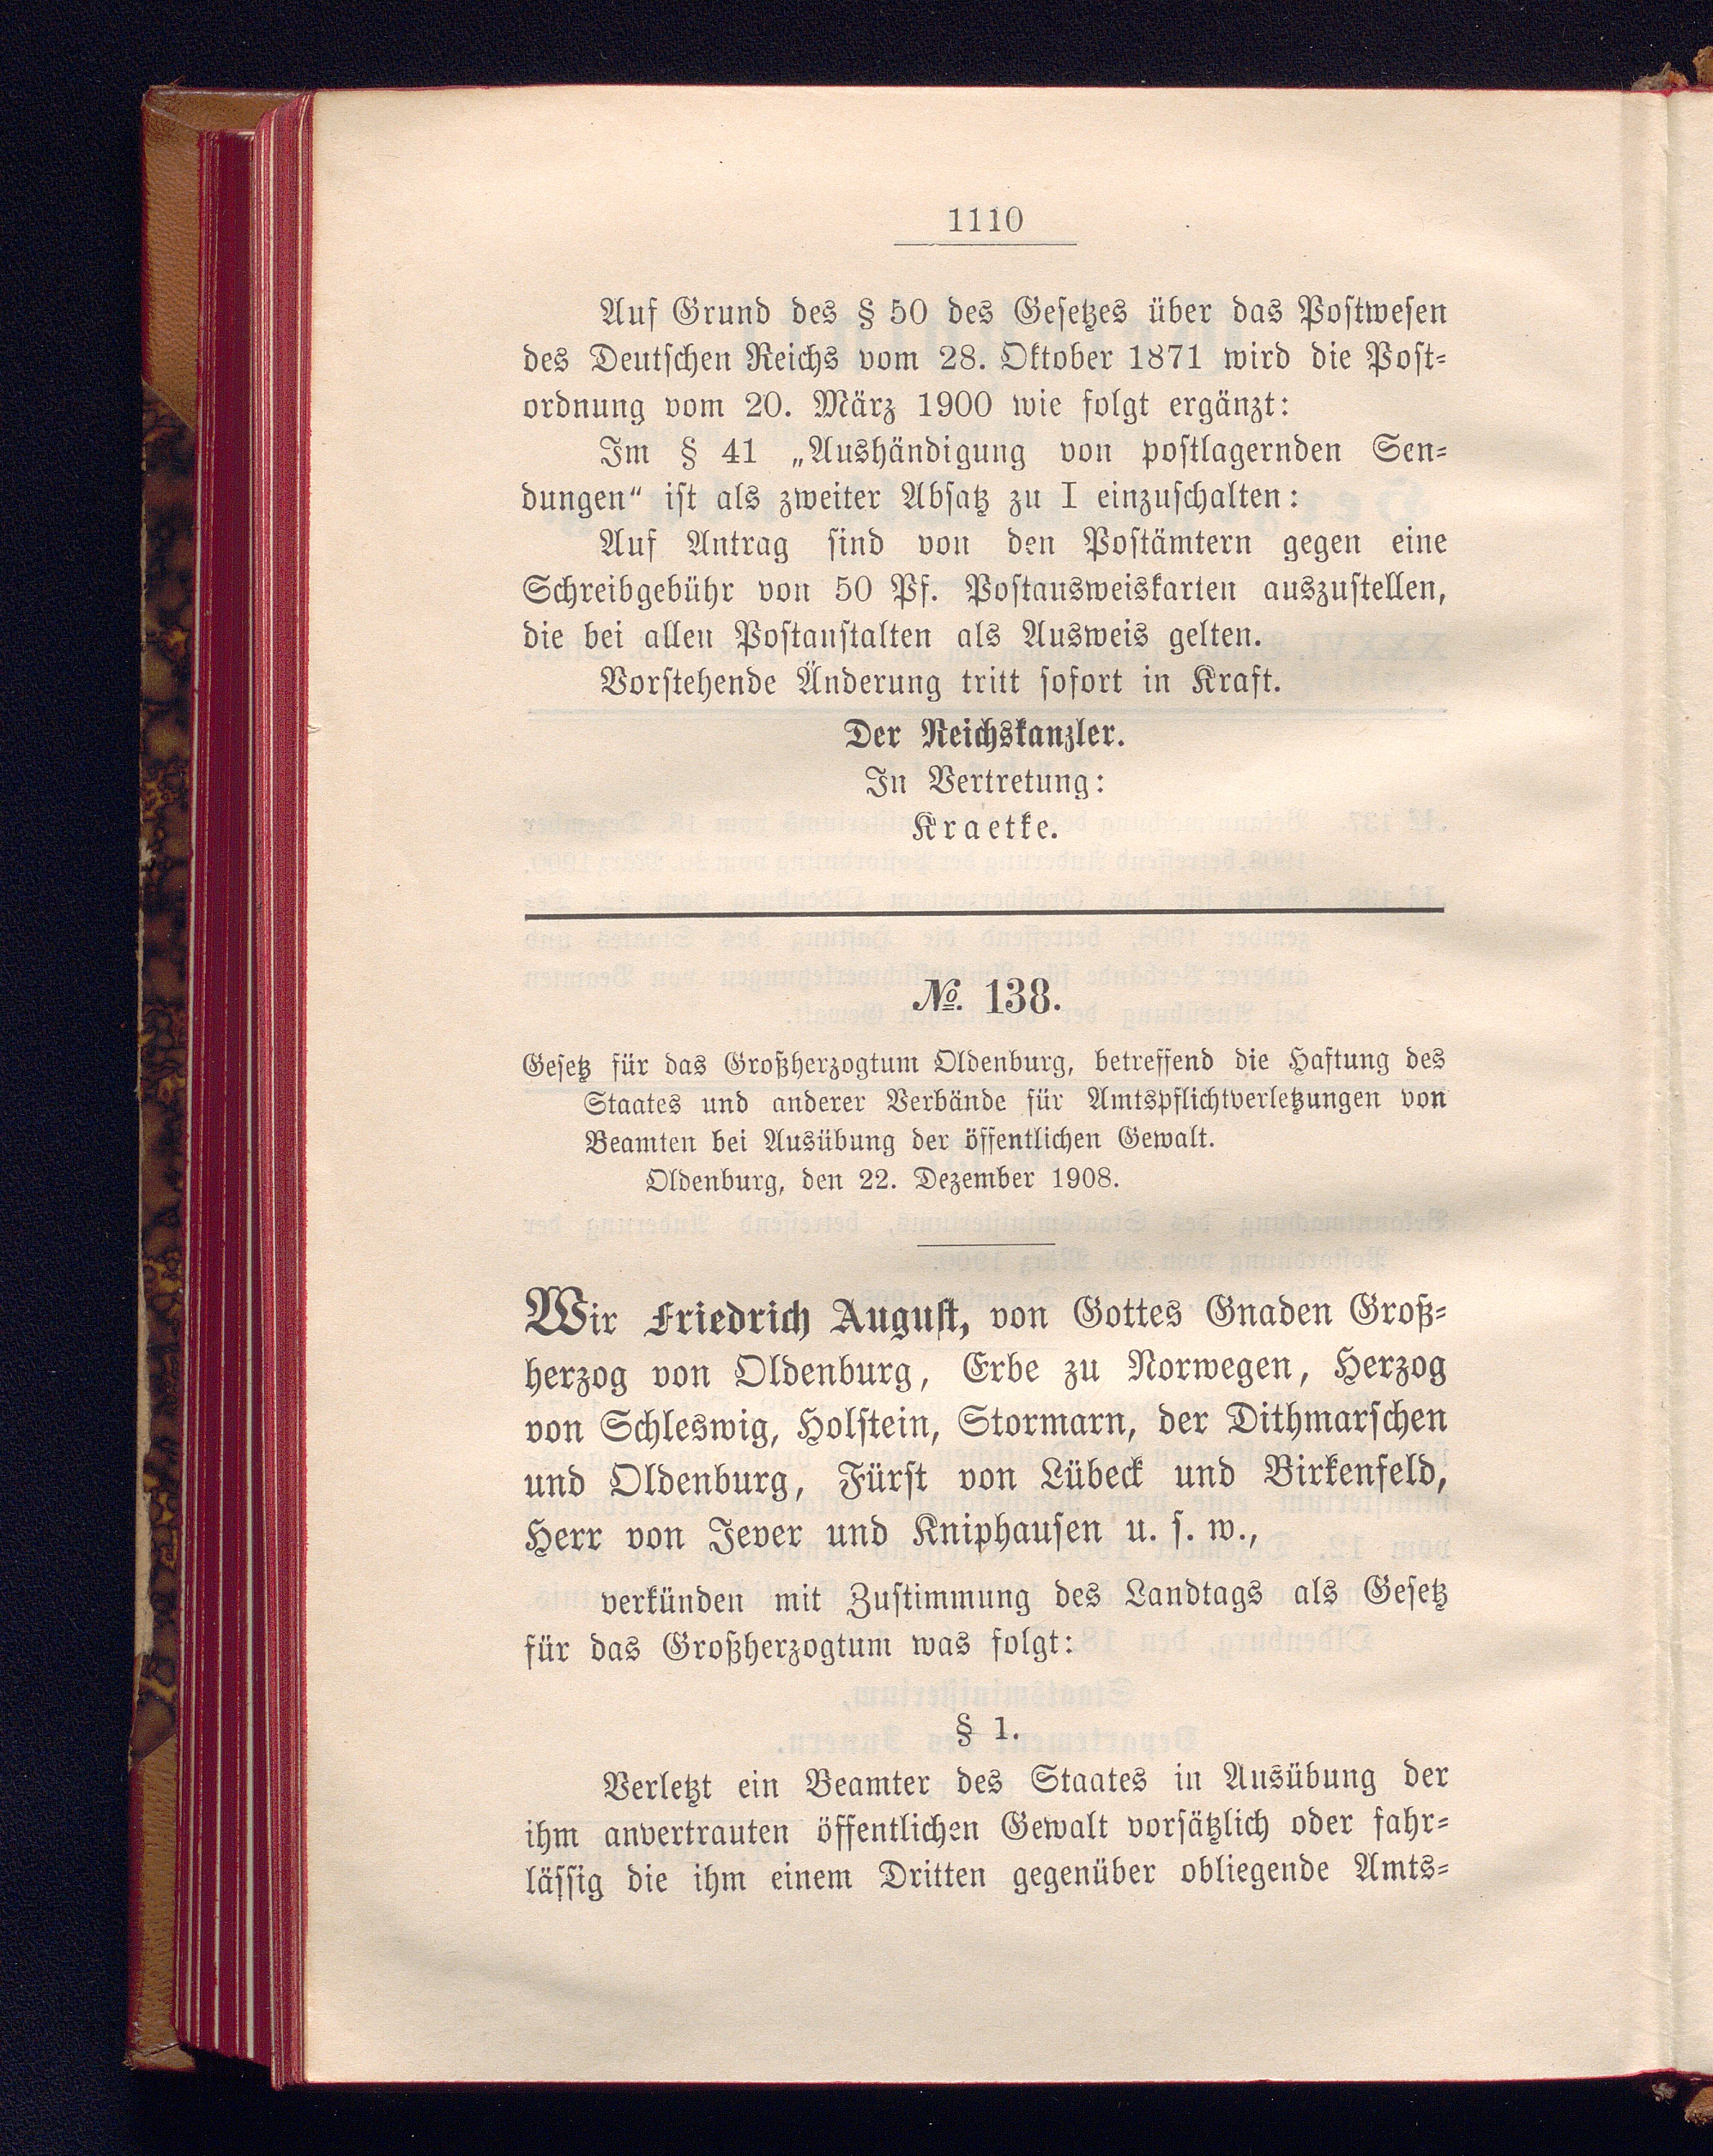 1110
Auf Grund des § 50 des Gesetzes über das Postwesen
des Deutschen Reichs vom 28. Oktober 1871 wird die Post-
ordnung vom 20. März 1900 wie folgt ergänzt:
Im § 41 „Aushändigung von postlagernden Sen-
dungen“ ist als zweiter Absatz zu I einzuschalten:
Auf Antrag sind von den Postämtern gegen eine
Schreibgebühr von 50 Pf. Postausweiskarten auszustellen,
die bei allen Postanstalten als Ausweis gelten.
Vorstehende Änderung tritt sofort in Kraft.
Der Reichskanzler.
In Vertretung:
Kraetke.
№. 138.
Gesetz für das Großherzogtum Oldenburg, betreffend die Haftung des
Staates und anderer Verbände für Amtspflichtverletzungen von
Beamten bei Ausübung der öffentlichen Gewalt.
Oldenburg, den 22. Dezember 1908.
Wir Friedrich August, von Gottes Gnaden Groß-
herzog von Oldenburg, Erbe zu Norwegen, Herzog
von Schleswig, Holstein, Stormarn, der Dithmarschen
und Oldenburg, Fürst von Lübeck und Birkenfeld,
Herr von Jever und Kniphausen u. s. w.,
verkünden mit Zustimmung des Landtags als Gesetz
für das Großherzogtum was folgt:
§ 1.
Verletzt ein Beamter des Staates in Ausübung der
ihm anvertrauten öffentlichen Gewalt vorsätzlich oder fahr-
lässig die ihm einem Dritten gegenüber obliegende Amts-